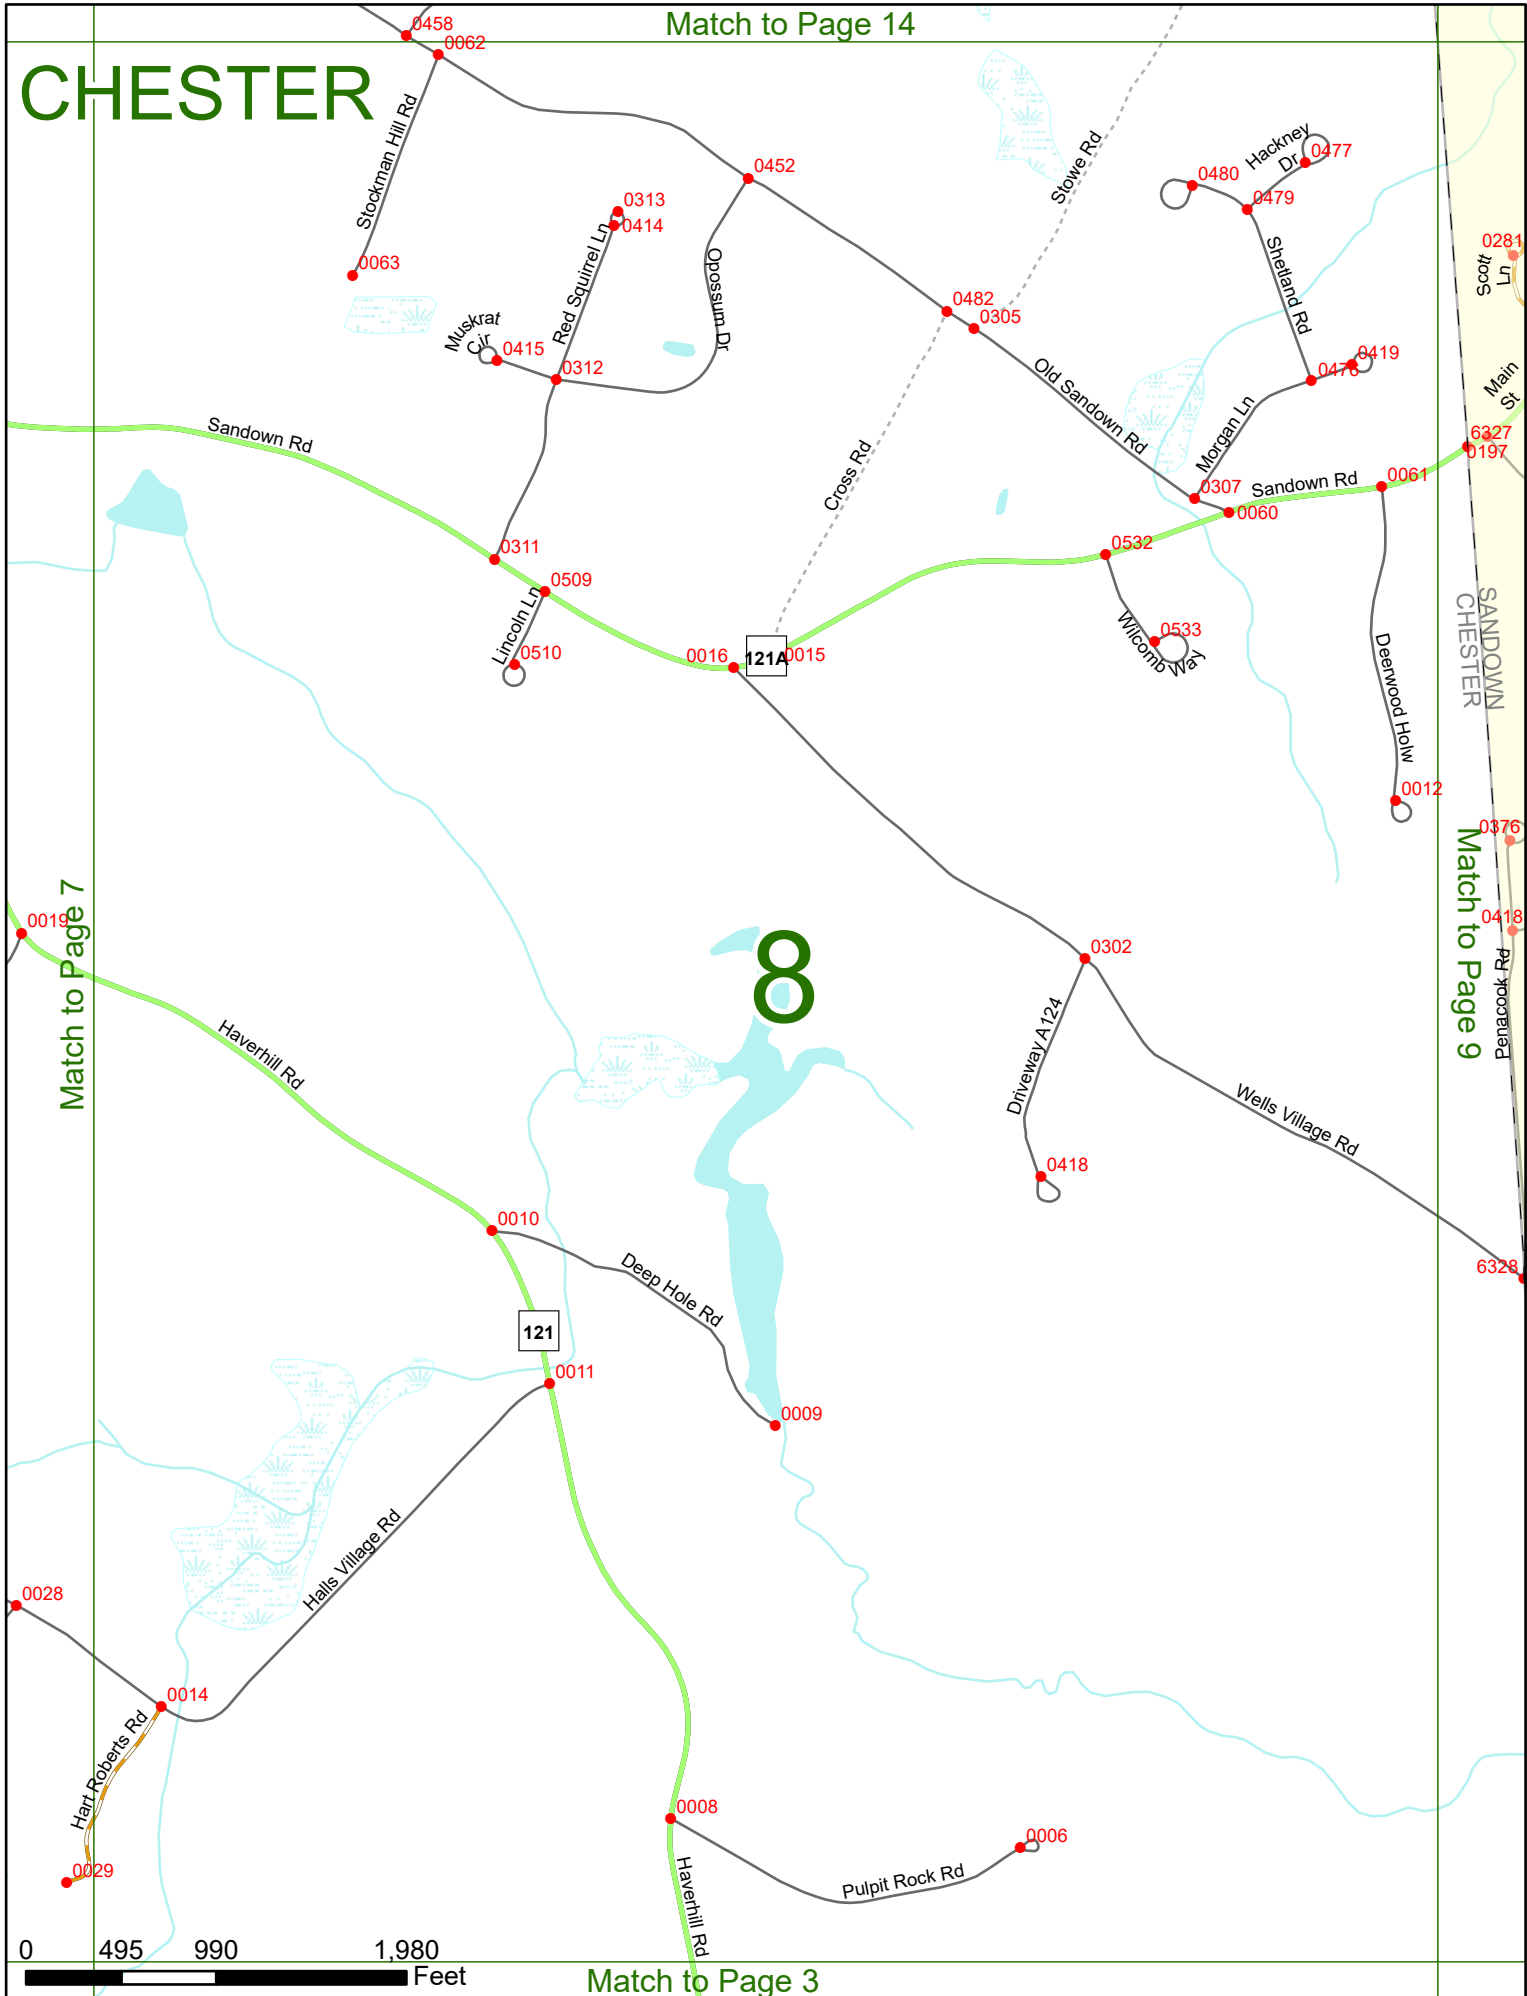 Match to Page 14
CHESTER
0458
0062
Stockman Hill Rd
0063
0452
0313
0414
Red Squirrel Ln
Opossum Dr
Muskrat
Cir
0415
0312
Stowe Rd
Hackney
Dr
0477
0480
0479
Shetland Rd
0281
Scott
Ln
0482
0305
Old Sandown Rd
0419
0476
Morgan Ln
Main
St
6327
0197
Sandown Rd
Cross Rd
0307
Sandown Rd
0061
0060
0311
0532
0509
Lincoln Ln
0510
0016
121A
0015
0533
Wilcomb Way
Deerwood Holw
SANDOWN
CHESTER
0012
0376
Match to Page 7
Match to Page 9
0019
0418
Penacook Rd
8
0302
Driveway A 124
Haverhill Rd
Wells Village Rd
0418
0010
Deep Hole Rd
6328
121
0011
0009
Halls Village Rd
0028
0014
Hart Roberts Rd
0029
0008
0006
Pulpit Rock Rd
Haverhill Rd
0 495 990 1,980
Feet
Match to Page 3